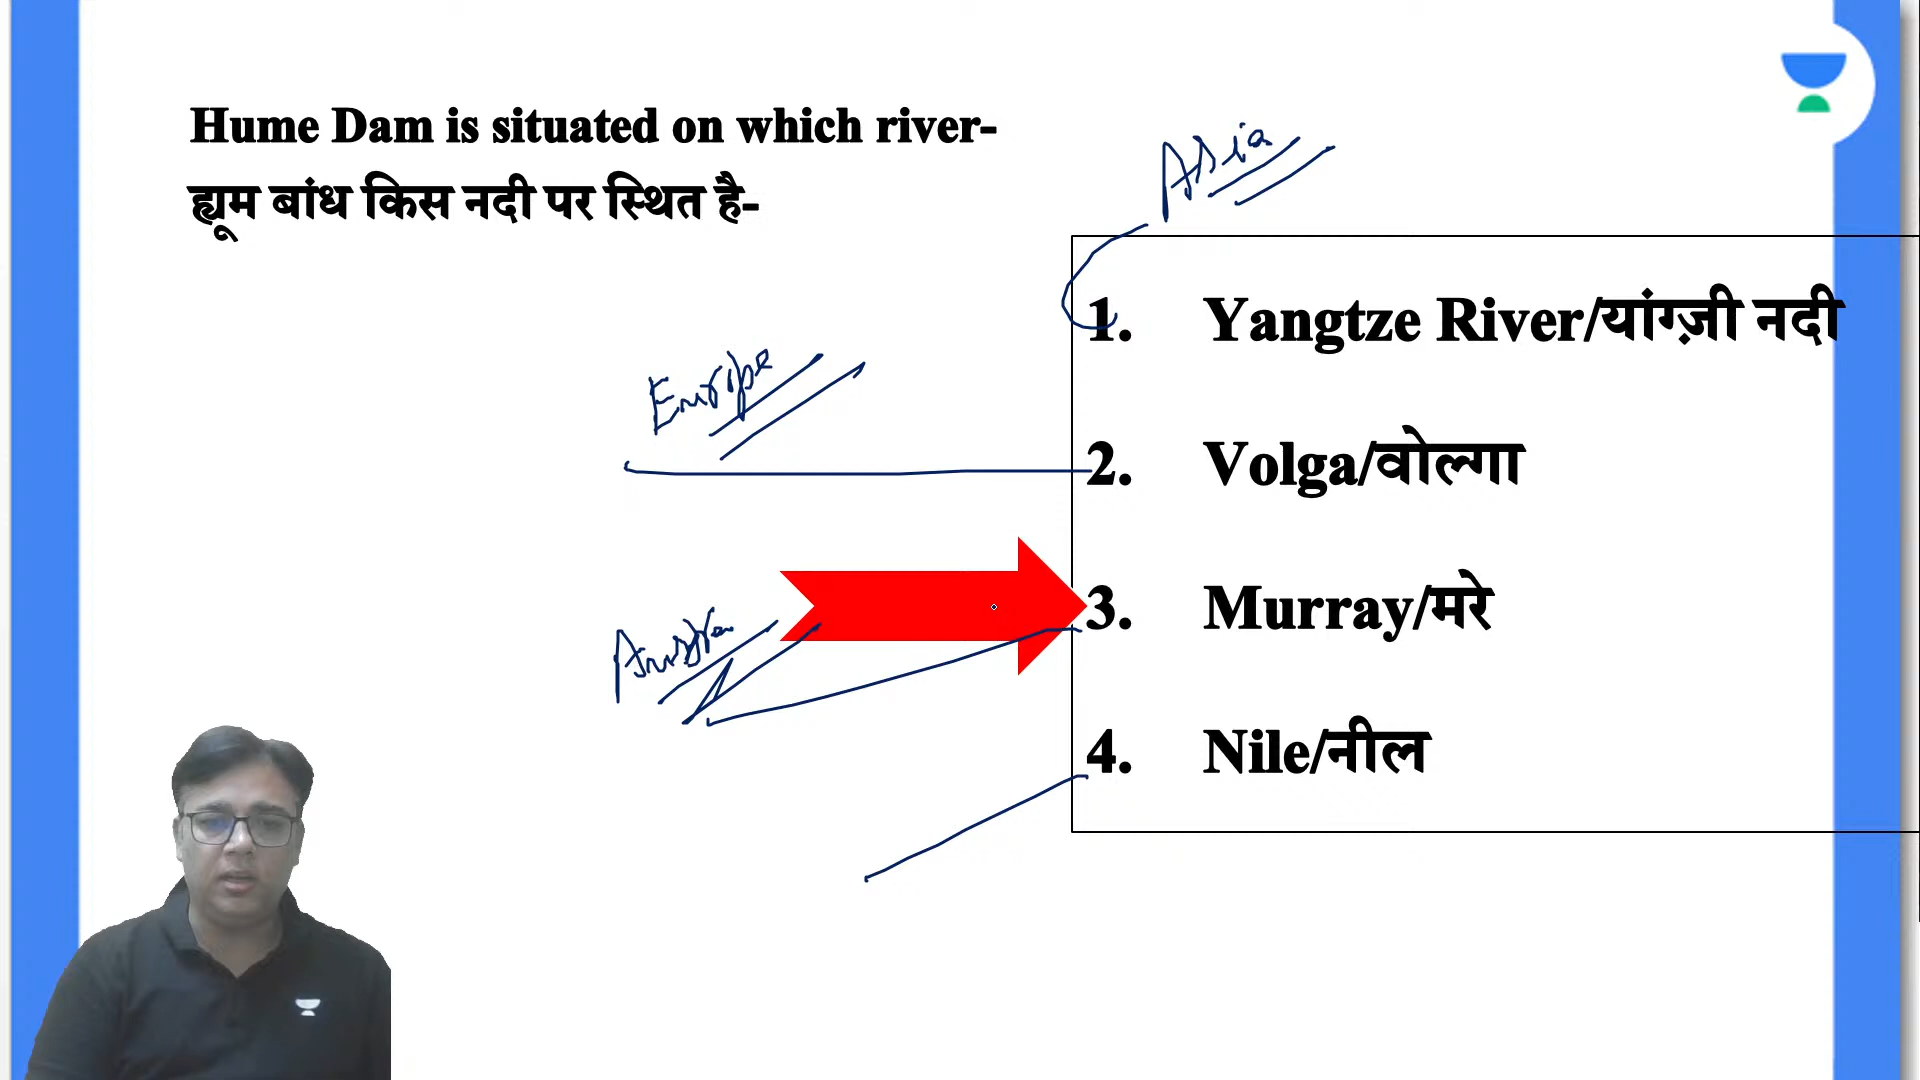 Hume Dam is situated on which river-
ह्यूम बांध किस नदी पर स्थित है-
Asia
1. Yangtze River/यांग्ज़ी नदी
Europe
2. Volga/वोल्गा
3. Murray/मरे
4. Nile/नील